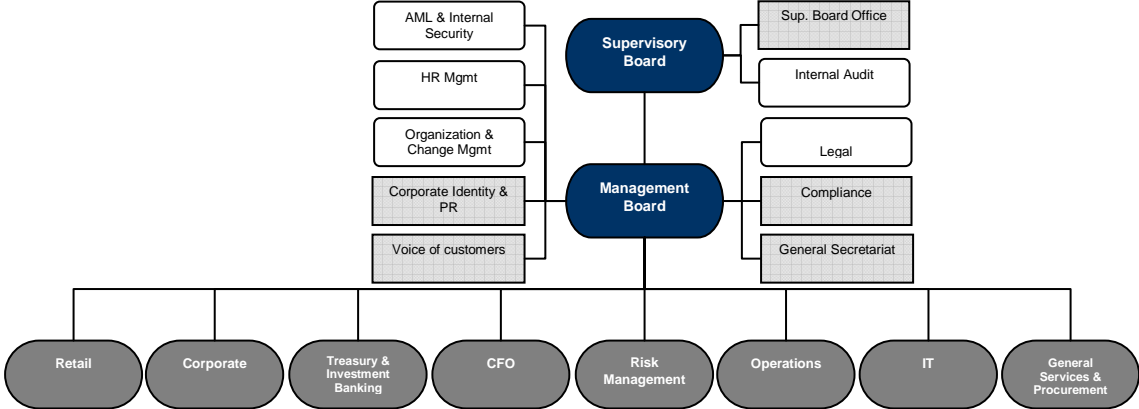 AML & Internal
Security
Supervisory
Board
Sup. Board Office
HR Mgmt
Internal Audit
Organization &
Change Mgmt
Legal
Corporate Identity &
PR
Management
Board
Compliance
Voice of customers
General Secretariat
Retail
Corporate
Treasury &
Investment
Banking
CFO
Risk
Management
Operations
IT
General
Services &
Procurement